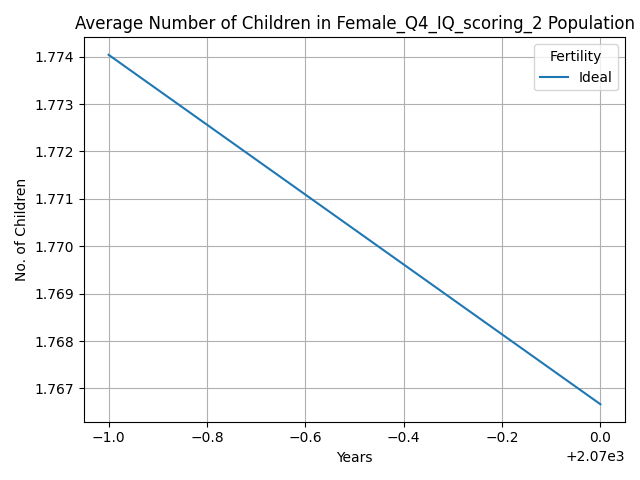 Average Number of Children in Female_Q4_IQ_scoring_2 Population
1.774
1.773
1.772
1.771
1.770
1.769
1.768
1.767
No. of Children
Fertility
Ideal
−1.0
−0.8
−0.6
−0.4
−0.2
0.0
+2.07e3
Years